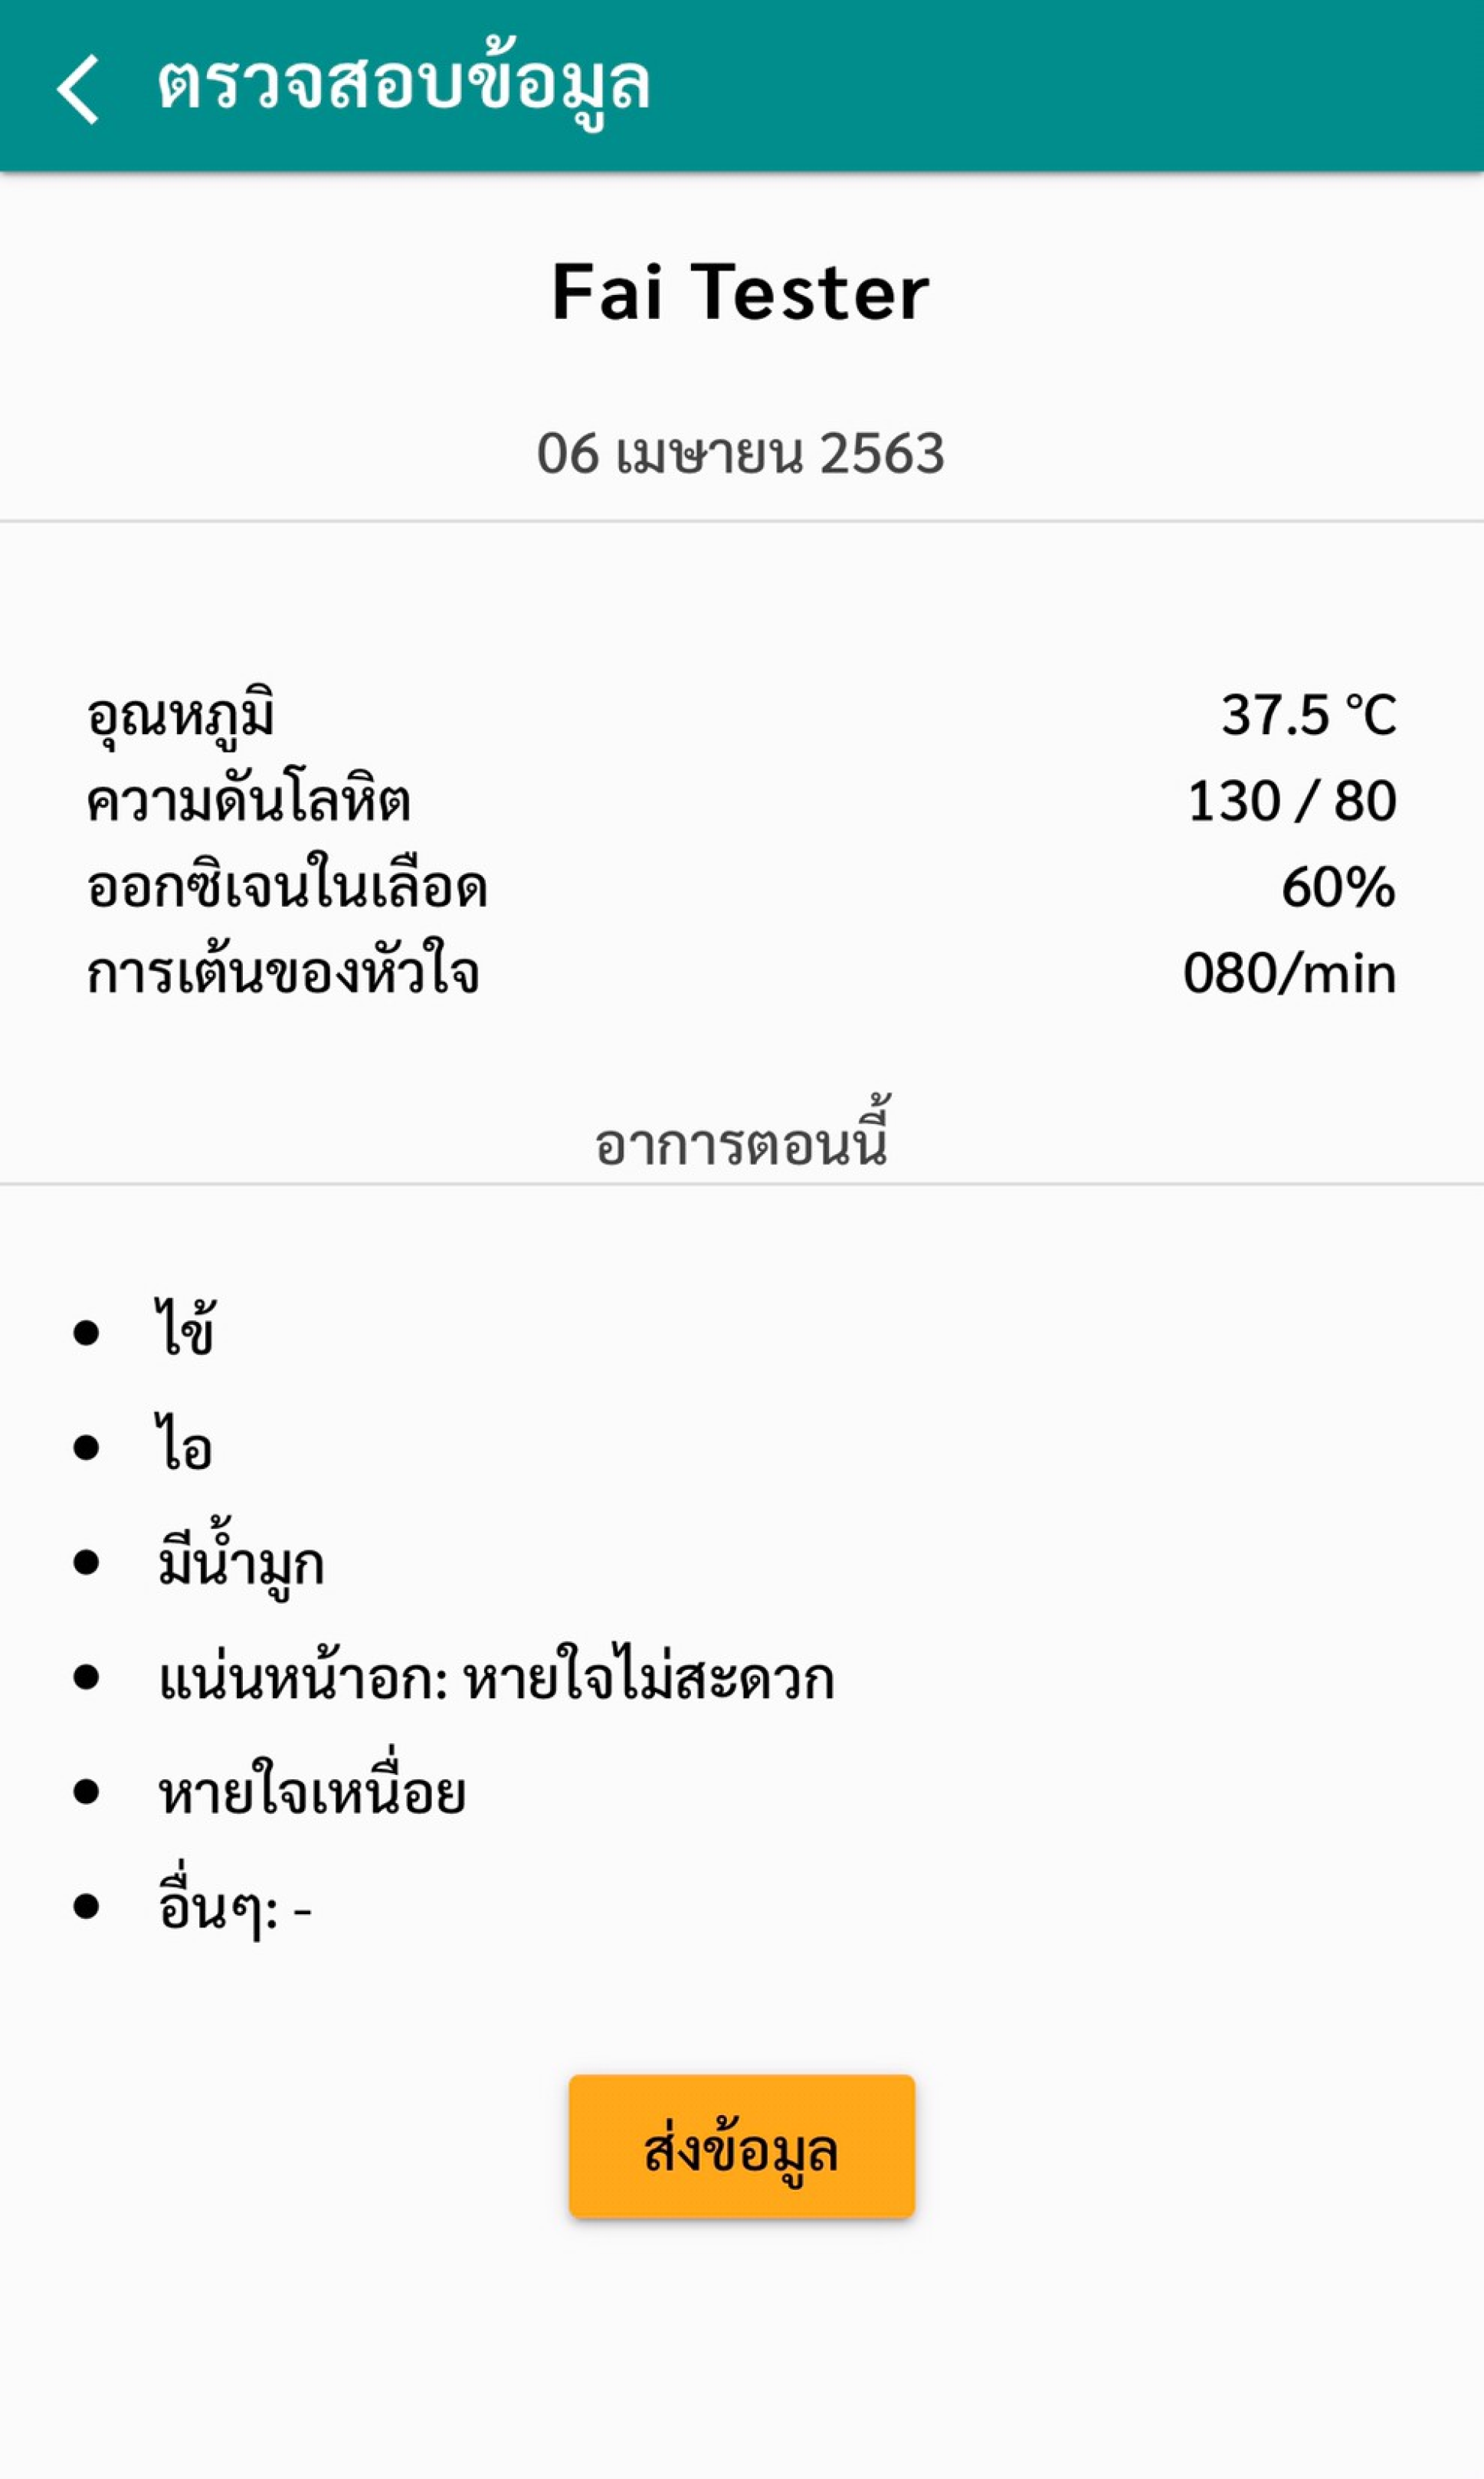 ตรวจสอบข้อมูล
Fai Tester
06 เมษายน 2563
อุณหภูมิ 37.5 °C
ความดันโลหิต 130 / 80
ออกซิเจนในเลือด 60%
การเต้นของหัวใจ 080/min
อาการตอนนี้
• ไข้
• ไอ
• มีน้ำมูก
• แน่นหน้าอก: หายใจไม่สะดวก
• หายใจเหนื่อย
• อื่นๆ: -
ส่งข้อมูล